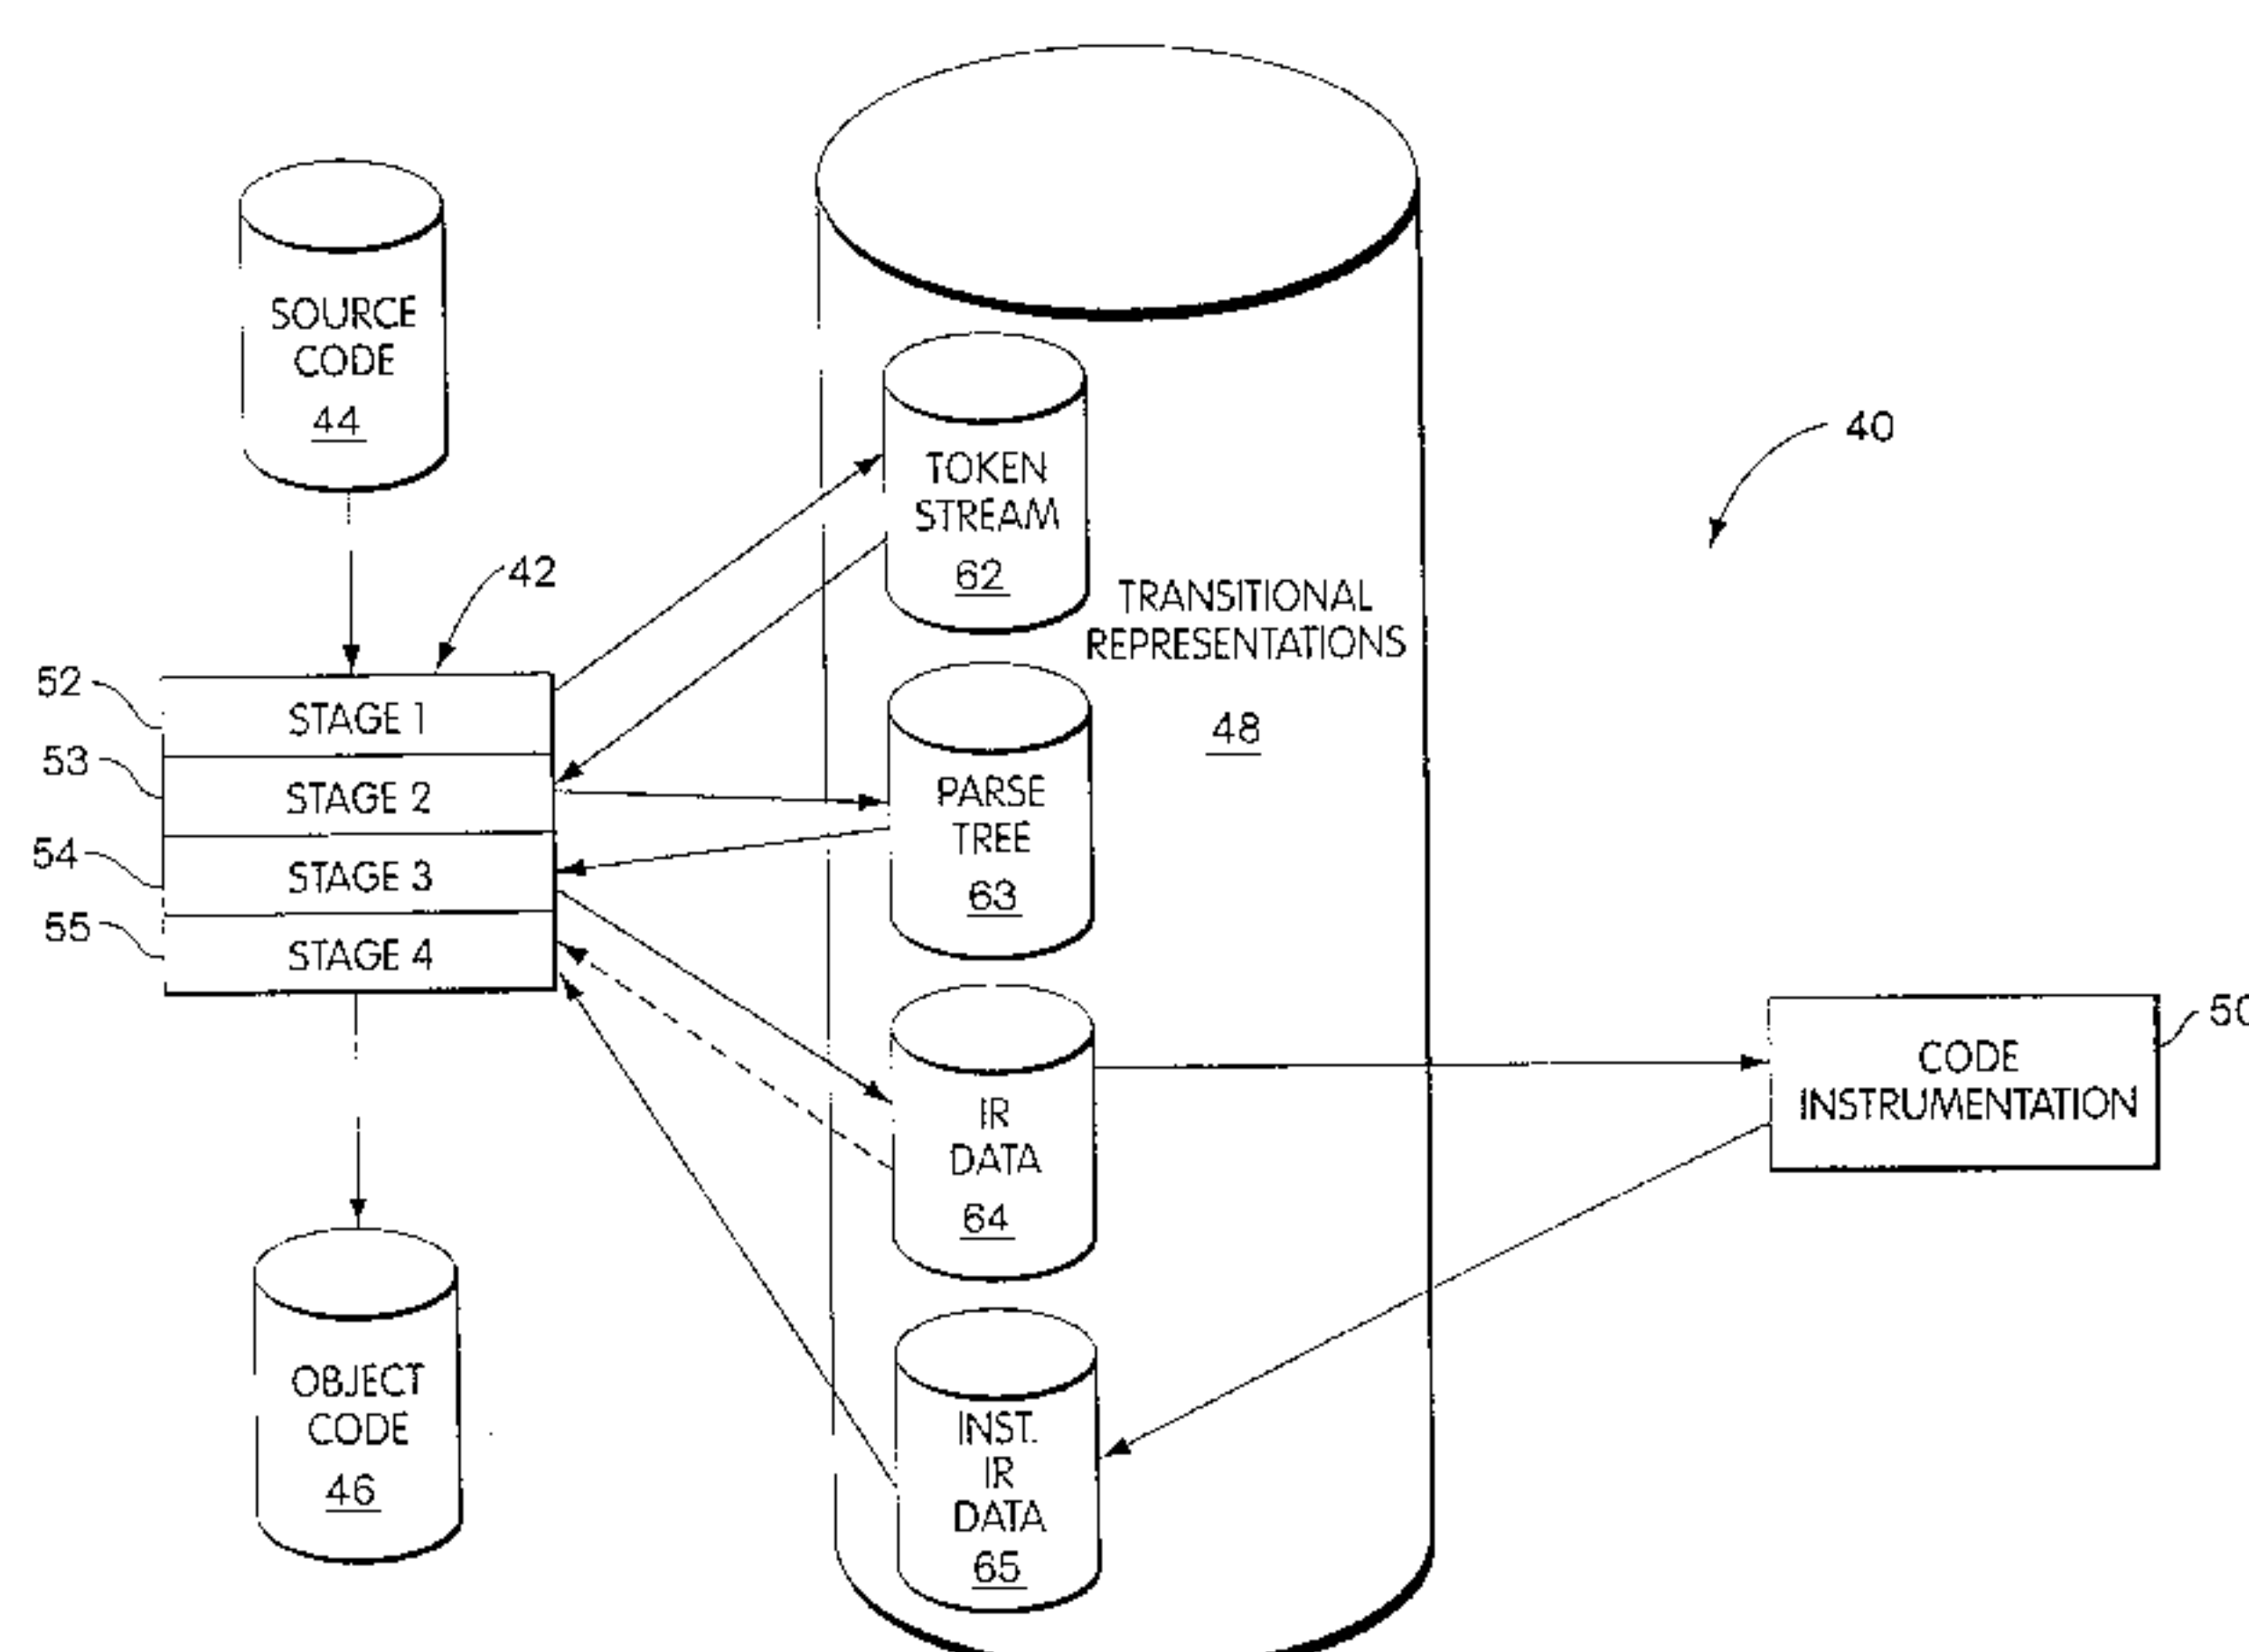 SOURCE
CODE
44
TOKEN
STREAM
62
40
TRANSITIONAL
REPRESENTATIONS
48
42
52
STAGE 1
53
STAGE 2
54
STAGE 3
55
STAGE 4
PARSE
TREE
63
50
CODE
INSTRUMENTATION
IR
DATA
64
OBJECT
CODE
46
INST.
IR
DATA
65